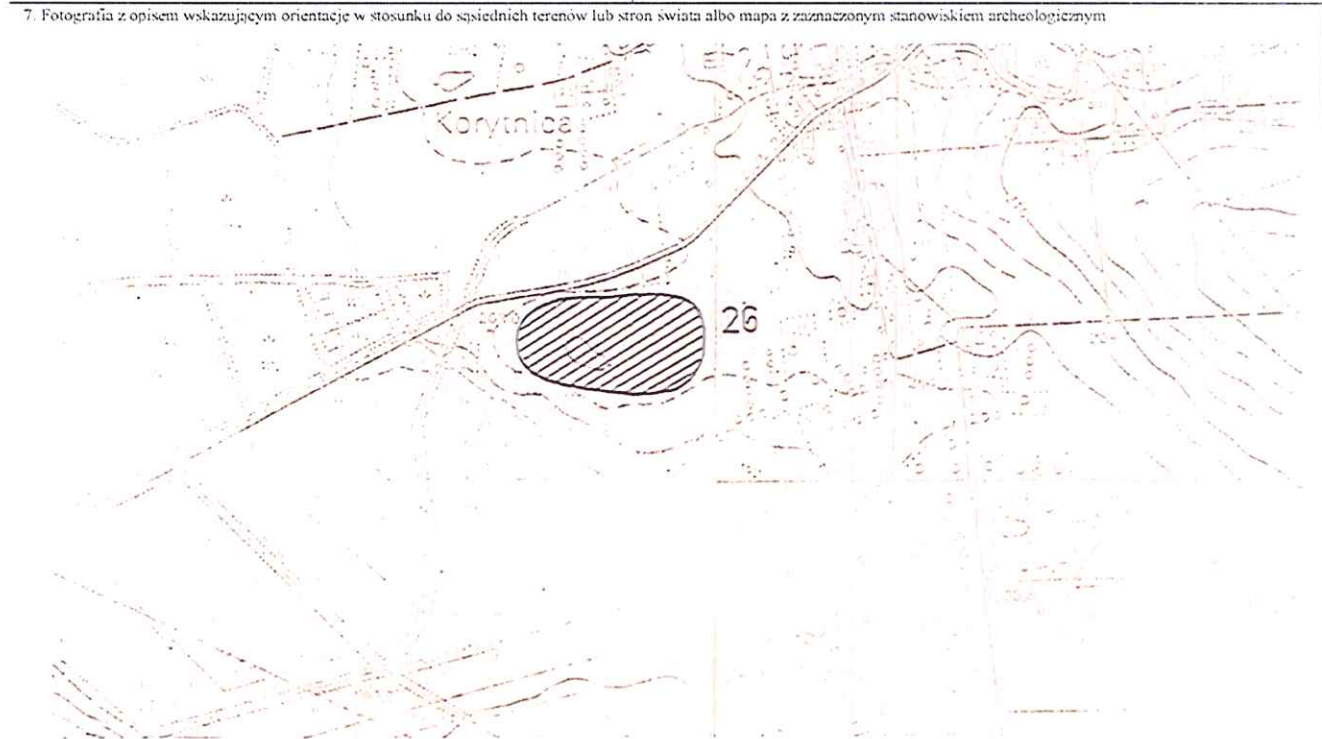 7. Fotografia z opisem wskazującym orientację w stosunku do sąsiednich terenów lub stron świata albo mapa z zaznaczonym stanowiskiem archeologicznym
Korytnica
26